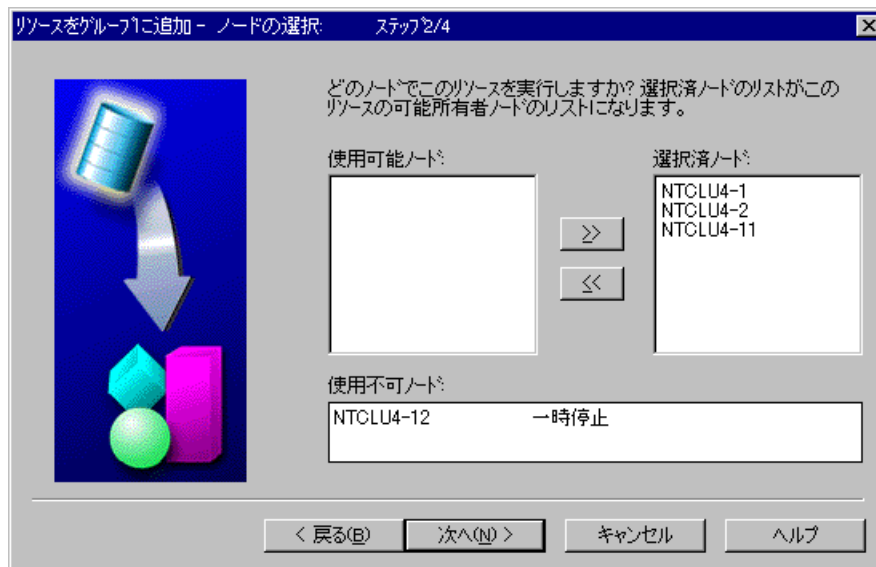 リソースをグループに追加 - ノードの選択: ステップ2/4
どのノードでこのリソースを実行しますか? 選択済ノードのリストがこの
リソースの可能所有者ノードのリストになります。
使用可能ノード:
選択済ノード:
NTCLU4-1
NTCLU4-2
NTCLU4-11
>>
<<
使用不可ノード:
NTCLU4-12 一時停止
< 戻る(B) 次へ(N) > キャンセル ヘルプ